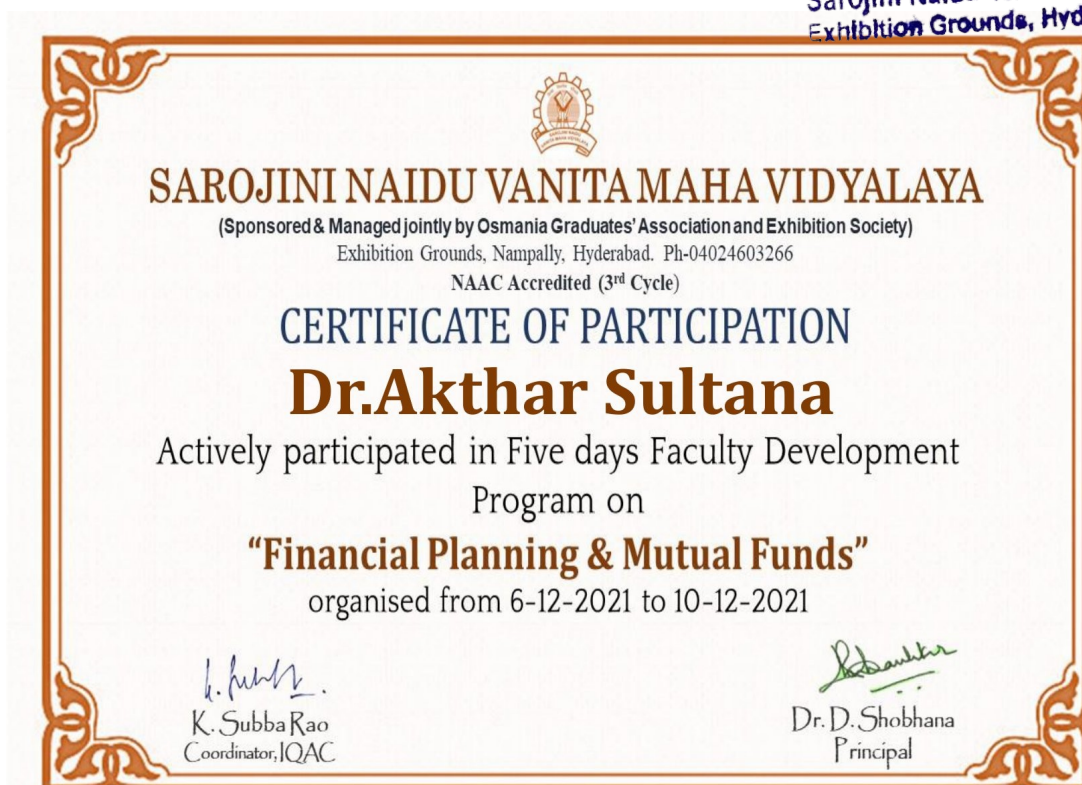 Exhibition Grounds, Hyd
SAROJINI NAIDU VANITA MAHA VIDYALAYA
(Sponsored & Managed jointly by Osmania Graduates' Association and Exhibition Society)
Exhibition Grounds, Nampally, Hyderabad. Ph-04024603266
NAAC Accredited (3rd Cycle)
CERTIFICATE OF PARTICIPATION
Dr.Akthar Sultana
Actively participated in Five days Faculty Development
Program on
“Financial Planning & Mutual Funds”
organised from 6-12-2021 to 10-12-2021
K. Subba Rao
Coordinator, IQAC
Dr. D. Shobhana
Principal